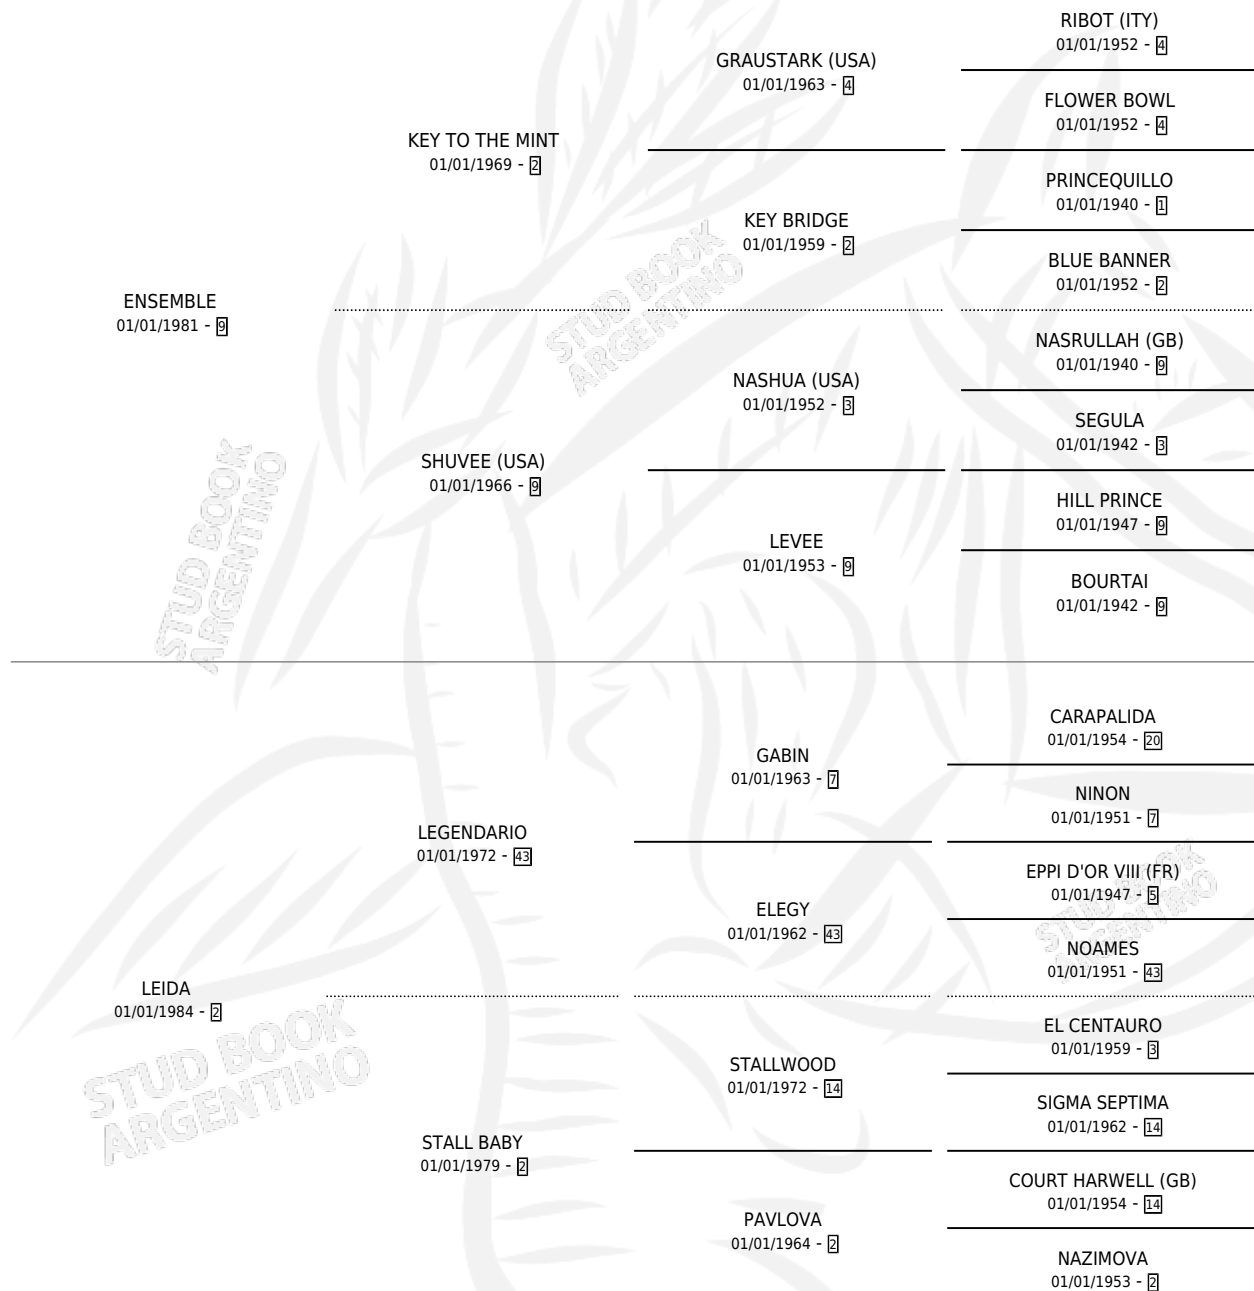 RIBOT (ITY)
01/01/1952 - 4
GRAUSTARK (USA)
01/01/1963 - 4
FLOWER BOWL
01/01/1952 - 4
KEY TO THE MINT
01/01/1969 - 2
PRINCEQUILLO
01/01/1940 - 1
KEY BRIDGE
01/01/1959 - 2
BLUE BANNER
01/01/1952 - 2
ENSEMBLE
01/01/1981 - 9
NASRULLAH (GB)
01/01/1940 - 9
NASHUA (USA)
01/01/1952 - 3
SEGULA
01/01/1942 - 3
SHUVEE (USA)
01/01/1966 - 9
HILL PRINCE
01/01/1947 - 9
LEVEE
01/01/1953 - 9
BOURTAI
01/01/1942 - 9
CARAPALIDA
01/01/1954 - 20
GABIN
01/01/1963 - 7
NINON
01/01/1951 - 7
LEGENDARIO
01/01/1972 - 43
EPPI D'OR VIII (FR)
01/01/1947 - 5
ELEGY
01/01/1962 - 43
NOAMES
01/01/1951 - 43
LEIDA
01/01/1984 - 2
EL CENTAURO
01/01/1959 - 3
STALLWOOD
01/01/1972 - 14
SIGMA SEPTIMA
01/01/1962 - 14
STALL BABY
01/01/1979 - 2
COURT HARWELL (GB)
01/01/1954 - 14
PAVLOVA
01/01/1964 - 2
NAZIMOVA
01/01/1953 - 2
STUD BOOK
ARGENTINO
STUD BOOK
ARGENTINO
STUD BOOK
ARGENTINO
STUD BOOK
ARGENTINO